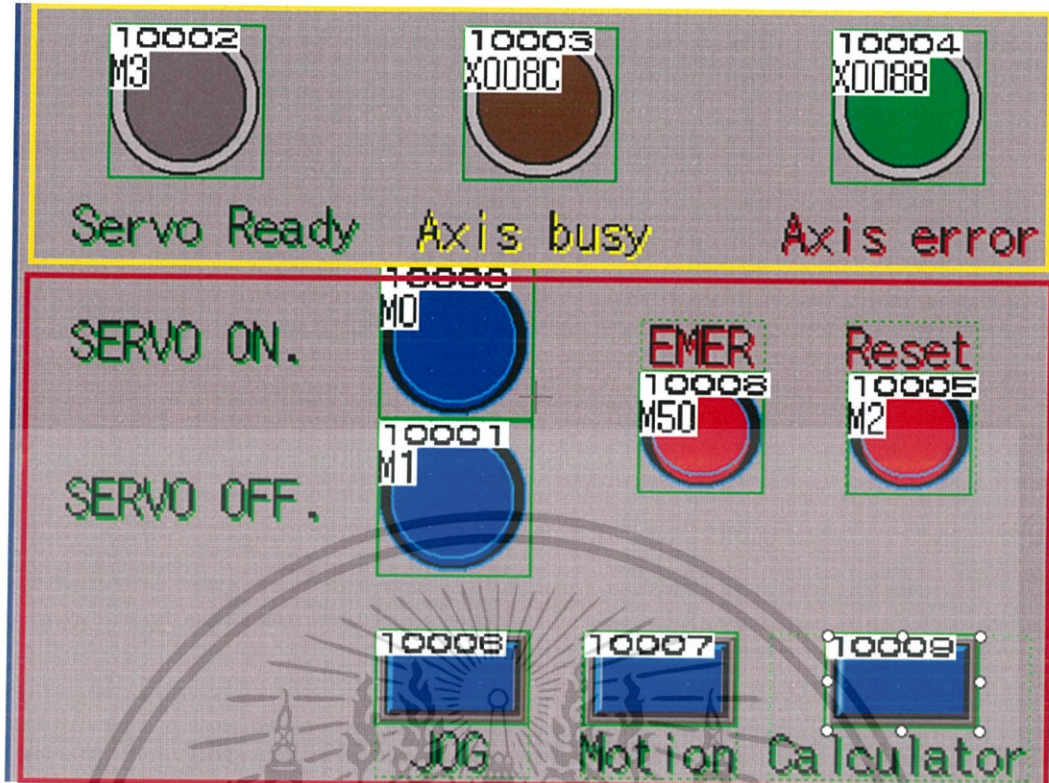 10002
M3
10003
X008C
10004
X0088
Servo Ready
Axis busy
Axis error
10000
M0
SERVO ON.
EMER
Reset
10008
M50
10005
M2
10001
M1
SERVO OFF.
10006
10007
10009
JOG
Motion
Calculator